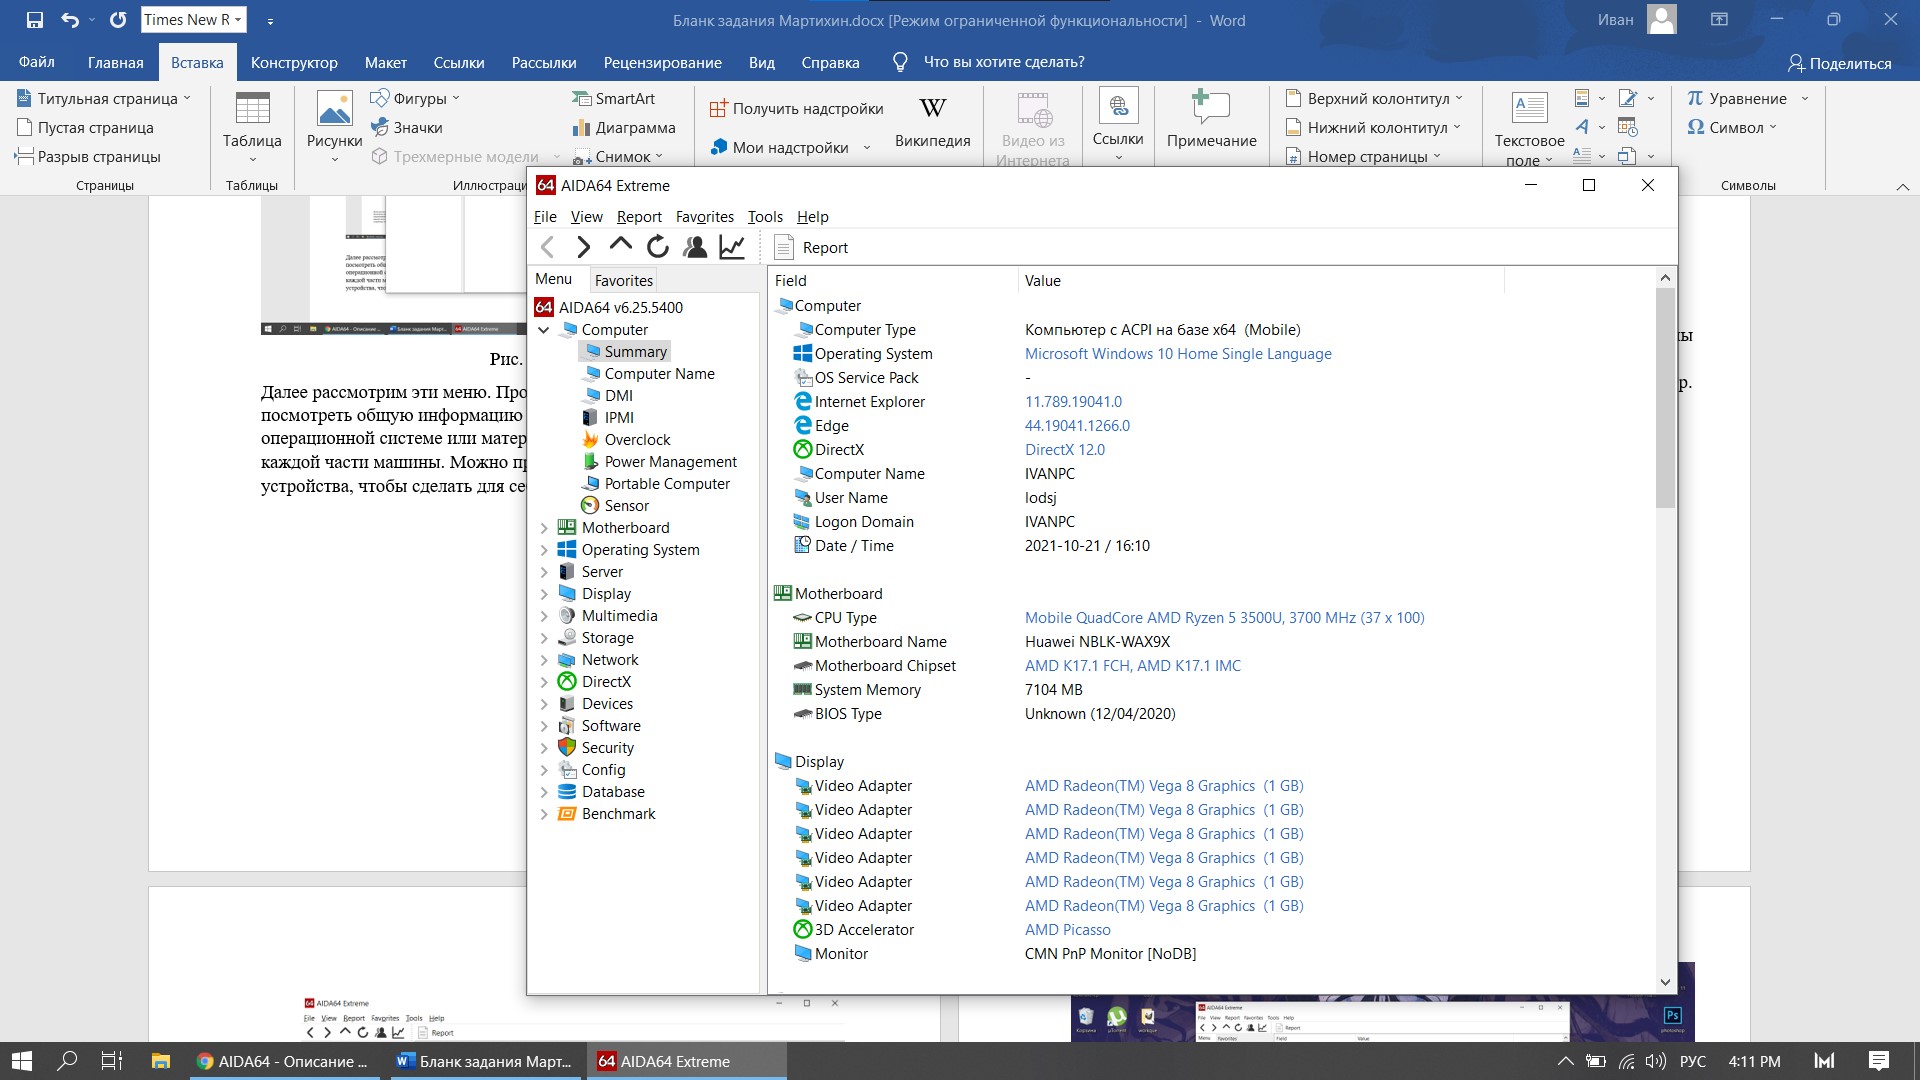 Times New R
Бланк задания Мартихин.docx [Режим ограниченной функциональности] - Word
Иван
Файл Главная Вставка Конструктор Макет Ссылки Рассылки Рецензирование Вид Справка Что вы хотите сделать? Поделиться
Титульная страница
Пустая страница
Разрыв страницы
Страницы
Таблица
Таблицы
Рисунки
Фигуры
Значки
Трехмерные модели
SmartArt
Диаграмма
Снимок
Иллюстрац
Получить надстройки
Мои надстройки
W
Википедия
Видео из
Интернета
Ссылки
Примечание
Верхний колонтитул
Нижний колонтитул
Номер страницы
Текстовое
поле
π Уравнение
Ω Символ
Символы
Рис.
Далее рассмотрим эти меню. Про
посмотреть общую информацию
операционной системе или матер
каждой части машины. Можно пр
устройства, чтобы сделать для се
ны
р.
64 AIDA64 Extreme
File View Report Favorites Tools Help
Report
Menu Favorites
64 AIDA64 v6.25.5400
Computer
Summary
Computer Name
DMI
IPMI
Overclock
Power Management
Portable Computer
Sensor
Motherboard
Operating System
Server
Display
Multimedia
Storage
Network
DirectX
Devices
Software
Security
Config
Database
Benchmark
Field Value
Computer
Computer Type Компьютер с ACPI на базе x64 (Mobile)
Operating System Microsoft Windows 10 Home Single Language
OS Service Pack -
Internet Explorer 11.789.19041.0
Edge 44.19041.1266.0
DirectX DirectX 12.0
Computer Name IVANPC
User Name lodsj
Logon Domain IVANPC
Date / Time 2021-10-21 / 16:10
Motherboard
CPU Type Mobile QuadCore AMD Ryzen 5 3500U, 3700 MHz (37 x 100)
Motherboard Name Huawei NBLK-WAX9X
Motherboard Chipset AMD K17.1 FCH, AMD K17.1 IMC
System Memory 7104 MB
BIOS Type Unknown (12/04/2020)
Display
Video Adapter AMD Radeon(TM) Vega 8 Graphics (1 GB)
Video Adapter AMD Radeon(TM) Vega 8 Graphics (1 GB)
Video Adapter AMD Radeon(TM) Vega 8 Graphics (1 GB)
Video Adapter AMD Radeon(TM) Vega 8 Graphics (1 GB)
Video Adapter AMD Radeon(TM) Vega 8 Graphics (1 GB)
Video Adapter AMD Radeon(TM) Vega 8 Graphics (1 GB)
3D Accelerator AMD Picasso
Monitor CMN PnP Monitor [NoDB]
64 AIDA64 Extreme
File View Report Favorites Tools Help
Report
AIDA64 Extreme
Ps
AIDA64 - Описание ...
Бланк задания Март...
64 AIDA64 Extreme
РУС
4:11 PM